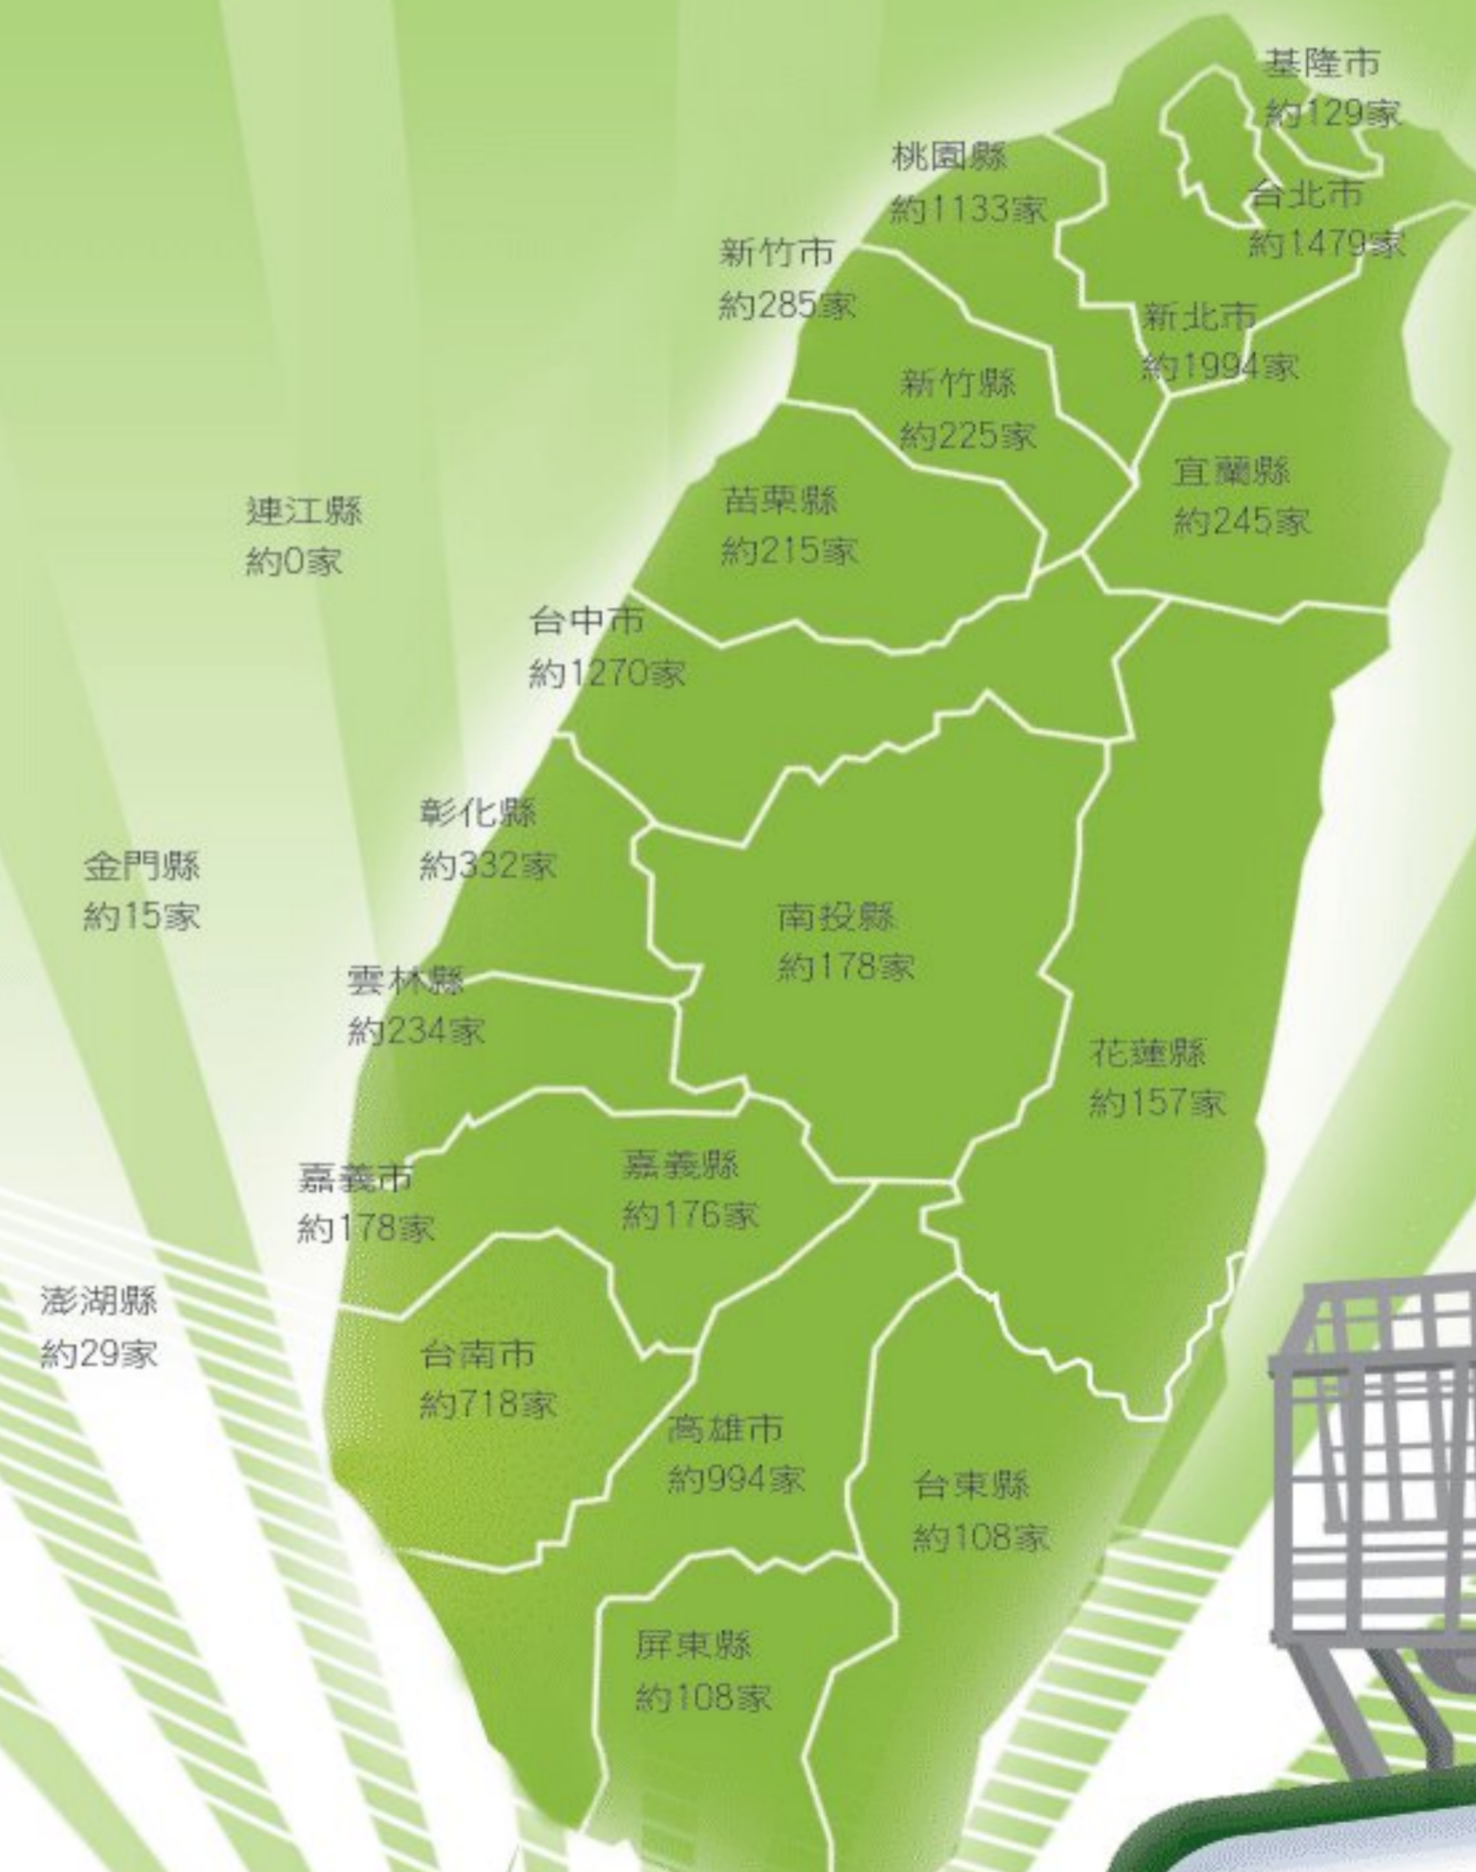 基隆市
約129家
桃園縣
約1133家
台北市
約1479家
新竹市
約285家
新北市
約1994家
新竹縣
約225家
宜蘭縣
約245家
苗栗縣
約215家
連江縣
約0家
台中市
約1270家
彰化縣
約332家
金門縣
約15家
南投縣
約178家
雲林縣
約234家
花蓮縣
約157家
嘉義縣
約176家
嘉義市
約178家
澎湖縣
約29家
台南市
約718家
高雄市
約994家
台東縣
約108家
屏東縣
約108家